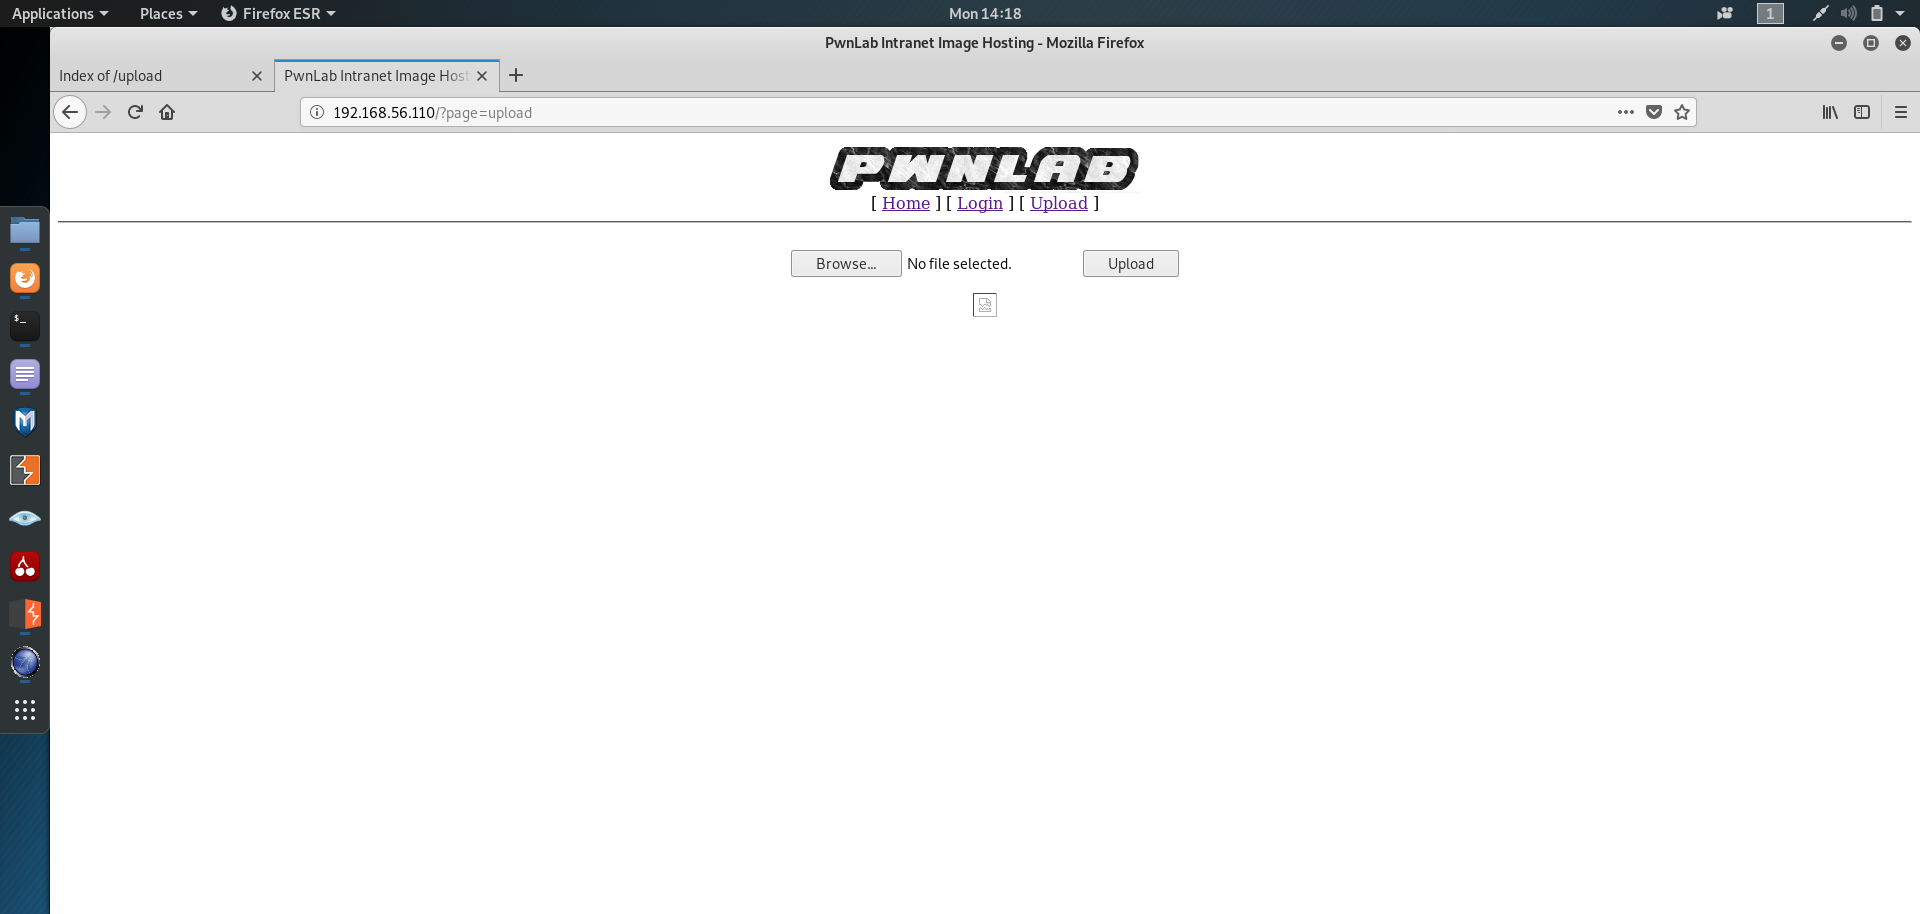 Applications Places Firefox ESR Mon 14:18 1
PwnLab Intranet Image Hosting - Mozilla Firefox
Index of /upload PwnLab Intranet Image Host
192.168.56.110/?page=upload
PWNLAB
[ Home ] [ Login ] [ Upload ]
Browse... No file selected. Upload
$_